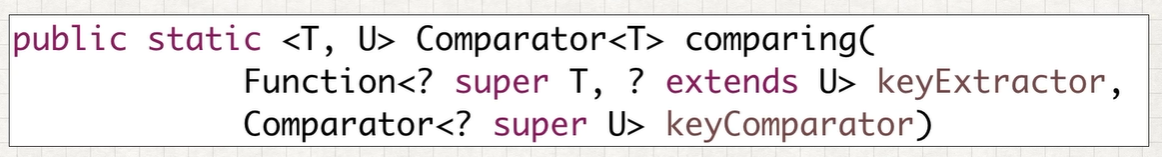 public static <T, U> Comparator<T> comparing(
Function<? super T, ? extends U> keyExtractor,
Comparator<? super U> keyComparator)